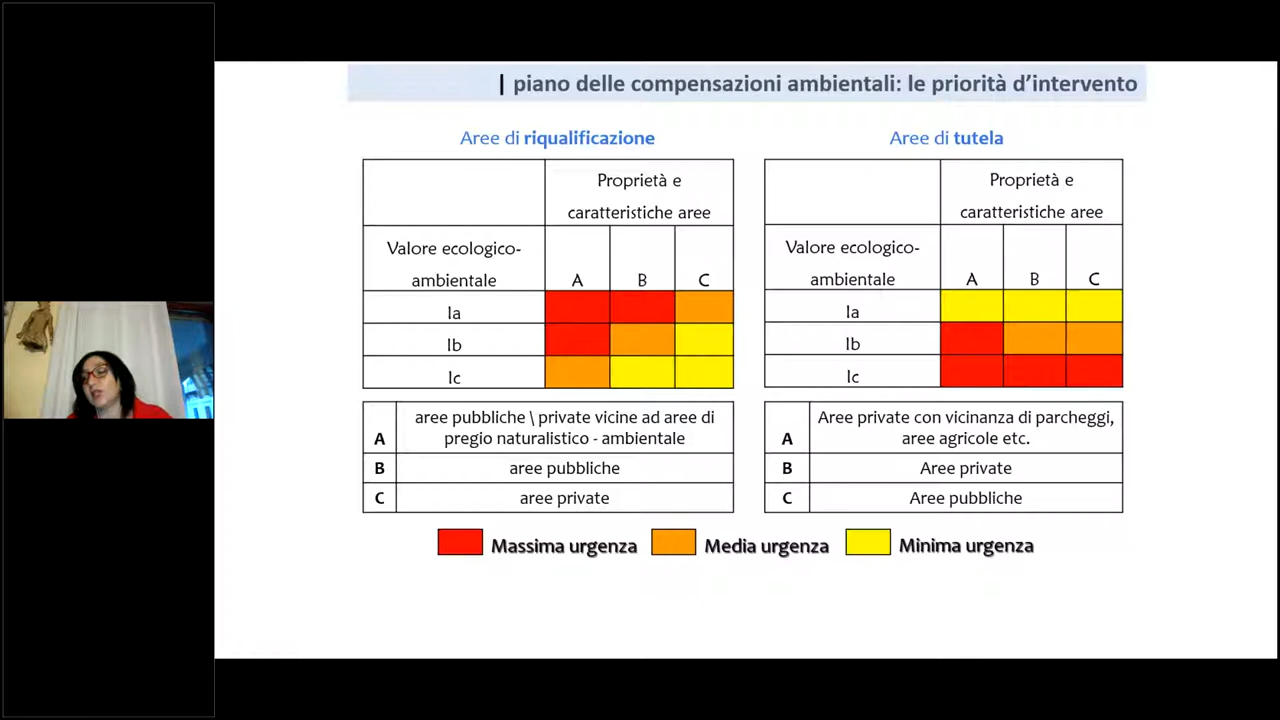 | piano delle compensazioni ambientali: le priorità d'intervento
Aree di riqualificazione
Proprietà e
caratteristiche aree
Valore ecologico-
ambientale
A B C
Ia
Ib
Ic
A aree pubbliche \ private vicine ad aree di
pregio naturalistico - ambientale
B aree pubbliche
C aree private
Aree di tutela
Proprietà e
caratteristiche aree
Valore ecologico-
ambientale
A B C
Ia
Ib
Ic
A Aree private con vicinanza di parcheggi,
aree agricole etc.
B Aree private
C Aree pubbliche
Massima urgenza Media urgenza Minima urgenza